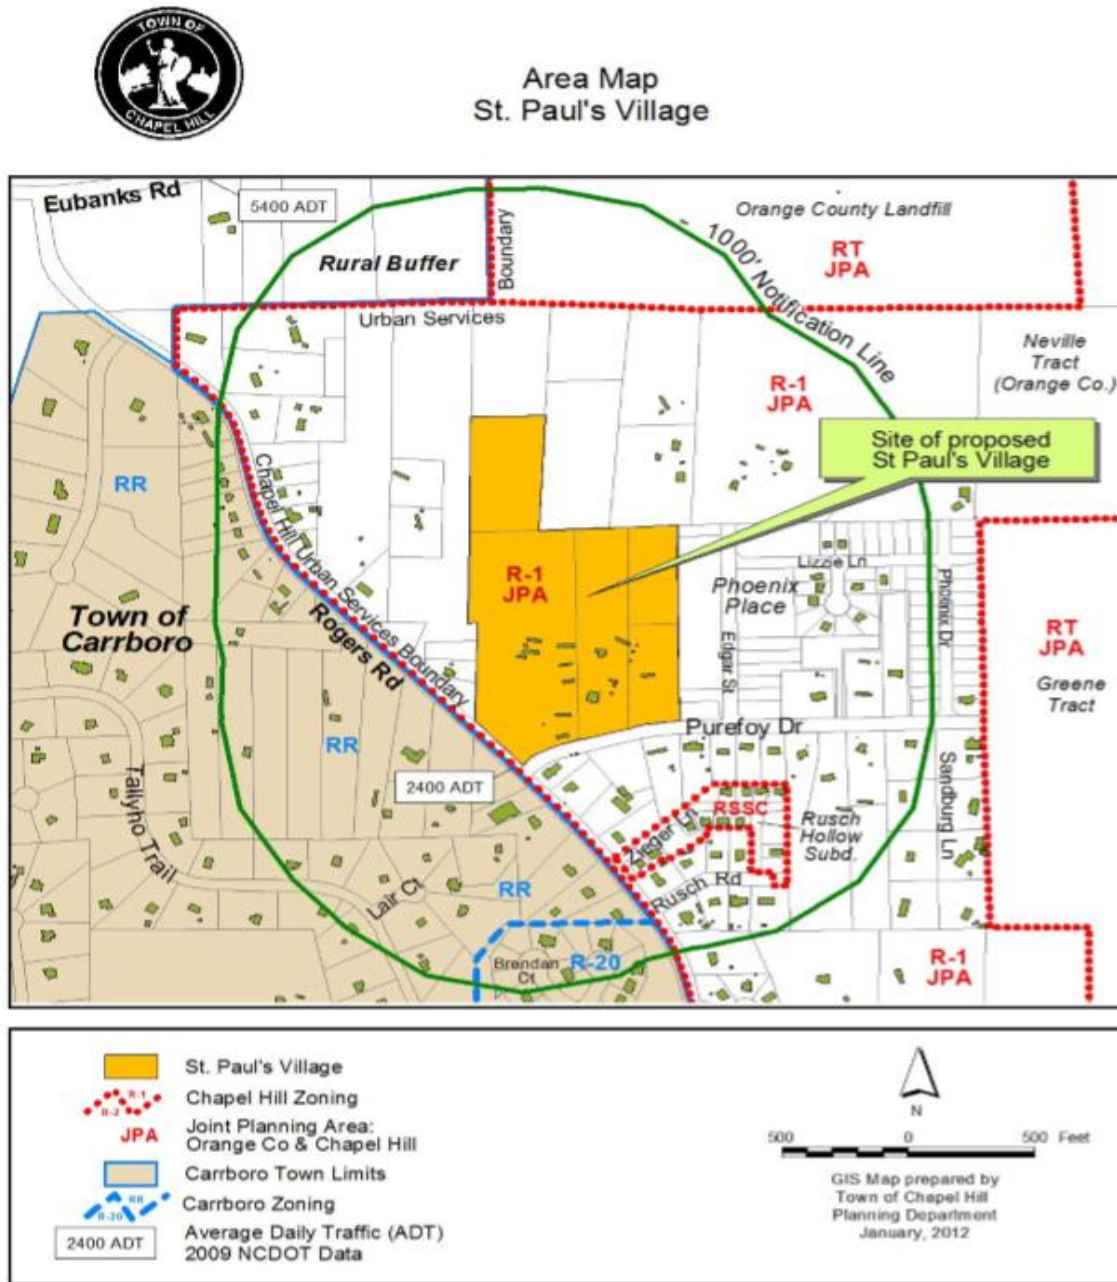 TOWN OF
CHAPEL HILL
Area Map
St. Paul's Village
Eubanks Rd
5400 ADT
Rural Buffer
Boundary
Urban Services
Orange County Landfill
RT
JPA
1000' Notification Line
Neville
Tract
(Orange Co.)
R-1
JPA
Site of proposed
St Paul's Village
RR
Chapel Hill Urban Services Boundary
Rogers Rd
R-1
JPA
Phoenix
Place
Lizzie Ln
Phoenix Dr
Edgar St
Town of
Carrboro
RT
JPA
Greene
Tract
RR
Purefoy Dr
2400 ADT
Tallyho Trail
Zieger Ln
RSSC
Rusch
Hollow
Subd.
Sandburg Ln
Lair Ct
RR
Rusch Rd
Brendan
Ct
R-20
R-1
JPA
St. Paul's Village
R-1
R-2
Chapel Hill Zoning
JPA
Joint Planning Area:
Orange Co & Chapel Hill
Carrboro Town Limits
RR
R-20
Carrboro Zoning
2400 ADT
Average Daily Traffic (ADT)
2009 NCDOT Data
N
500 0 500 Feet
GIS Map prepared by
Town of Chapel Hill
Planning Department
January, 2012